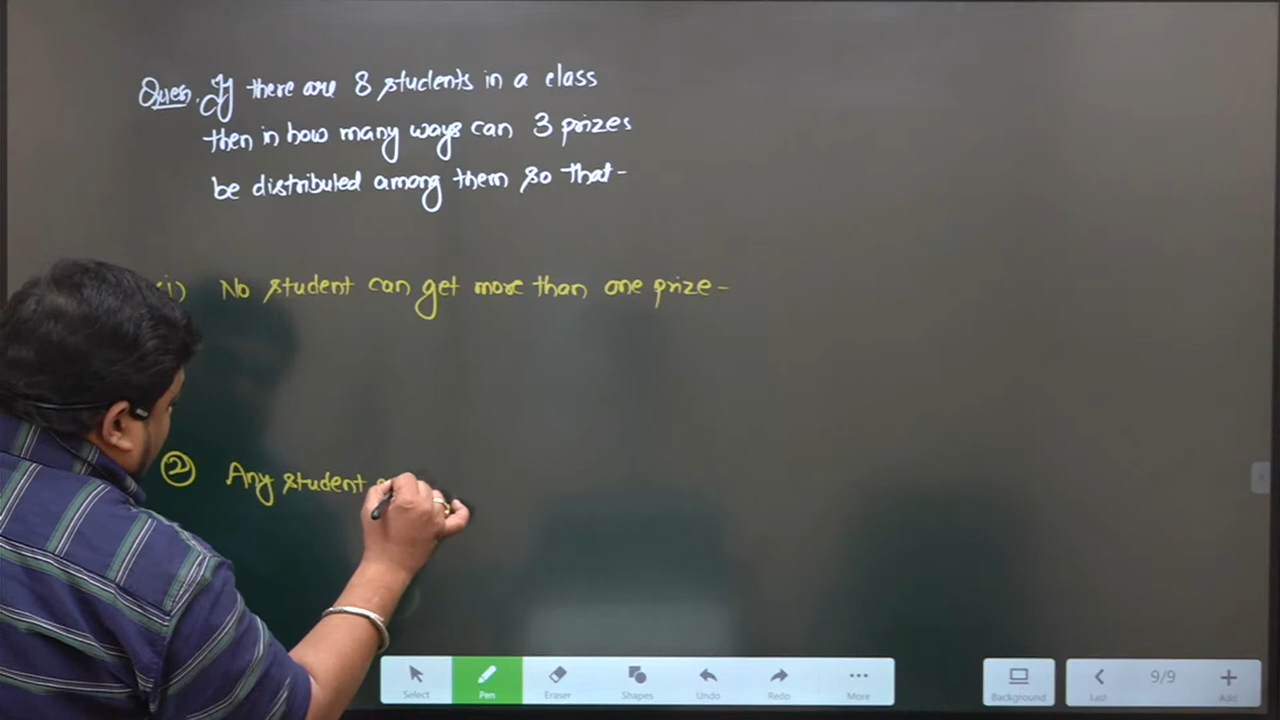 Ques. If there are 8 students in a class
then in how many ways can 3 prizes
be distributed among them so that-
(i) No student can get more than one prize-
② Any student
Select
Pen
Eraser
Shapes
Undo
Redo
More
Background
Last
9/9
Add